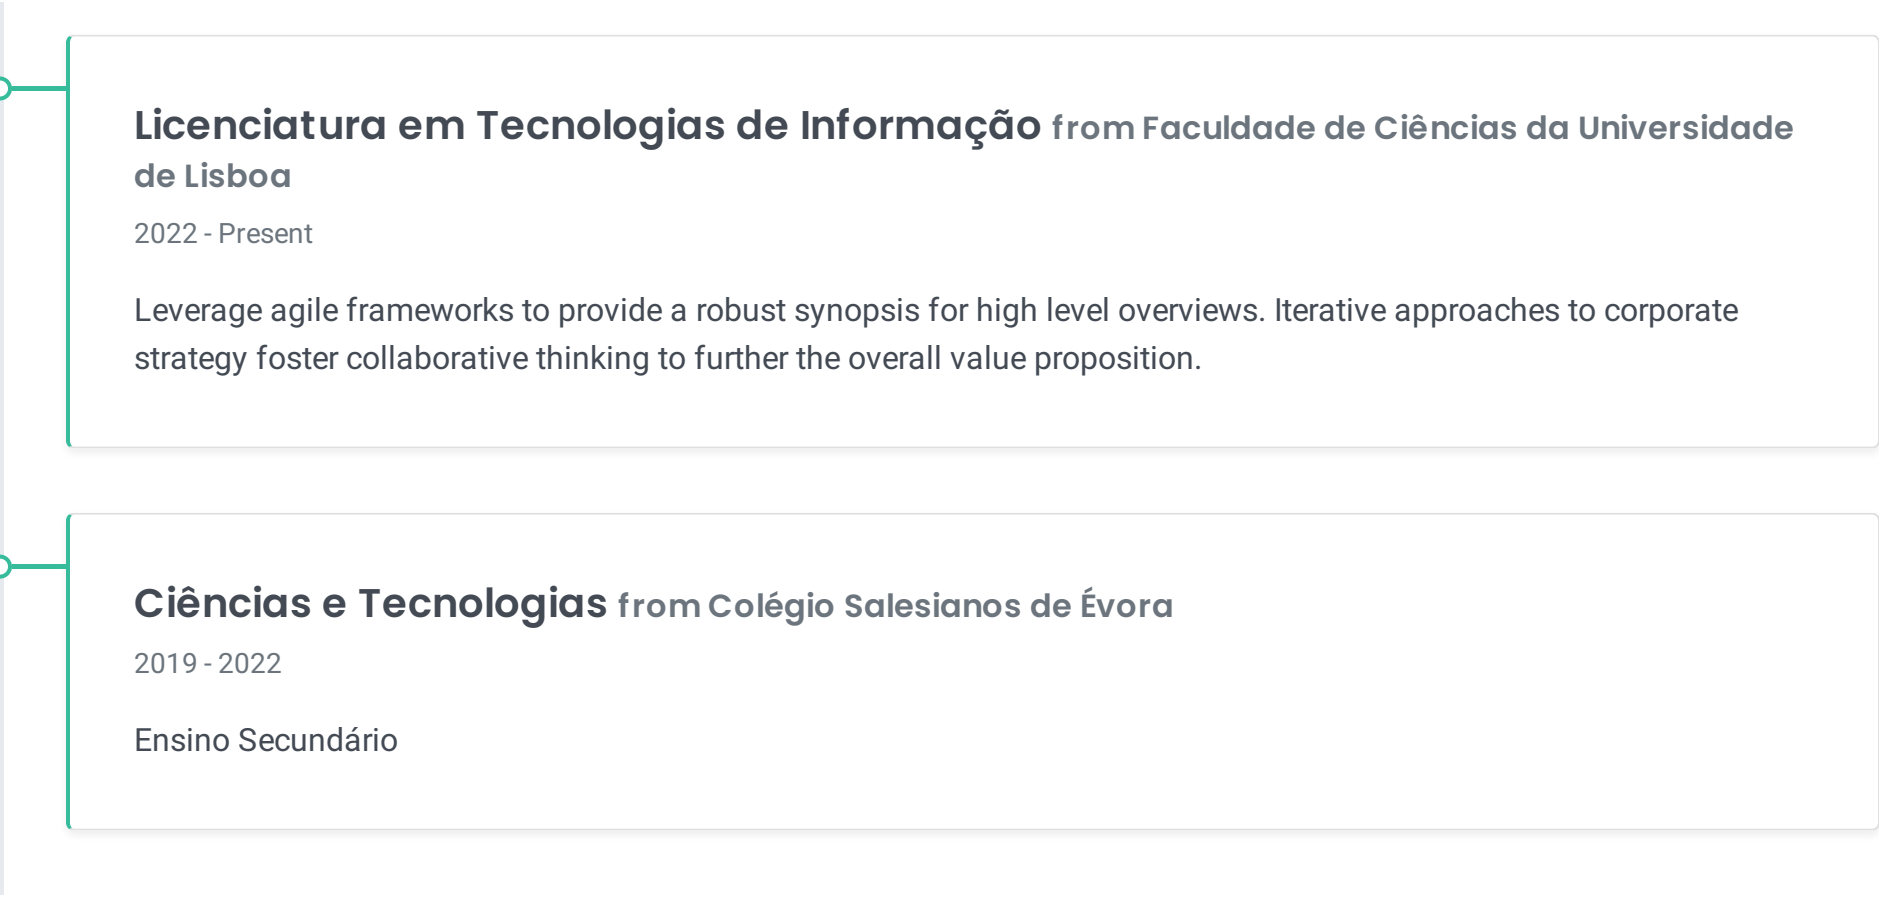 Licenciatura em Tecnologias de Informação from Faculdade de Ciências da Universidade
de Lisboa
2022 - Present
Leverage agile frameworks to provide a robust synopsis for high level overviews. Iterative approaches to corporate
strategy foster collaborative thinking to further the overall value proposition.
Ciências e Tecnologias from Colégio Salesianos de Évora
2019 - 2022
Ensino Secundário